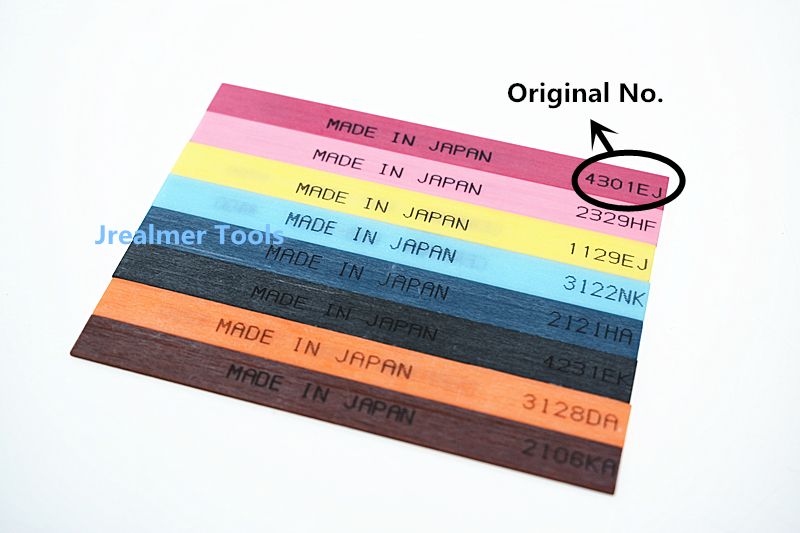 Original No.
MADE IN JAPAN 4301EJ
MADE IN JAPAN 2329HF
MADE IN JAPAN 1129EJ
MADE IN JAPAN 3122NK
Jrealmer Tools
MADE IN JAPAN 2121HA
MADE IN JAPAN 4231EK
MADE IN JAPAN 3128DA
MADE IN JAPAN 2106KA